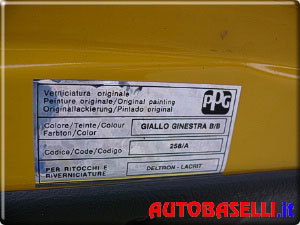 Verniciatura originale
Peinture originale/Original painting
Originallackierung/Pintado original
PPG
Colore/Teinte/Colour
Farbton/Color
GIALLO GINESTRA B/B
Codice/Code/Codigo
258/A
PER RITOCCHI E
RIVERNICIATURE
DELTRON - LACRIT
AUTOBASELLI.it